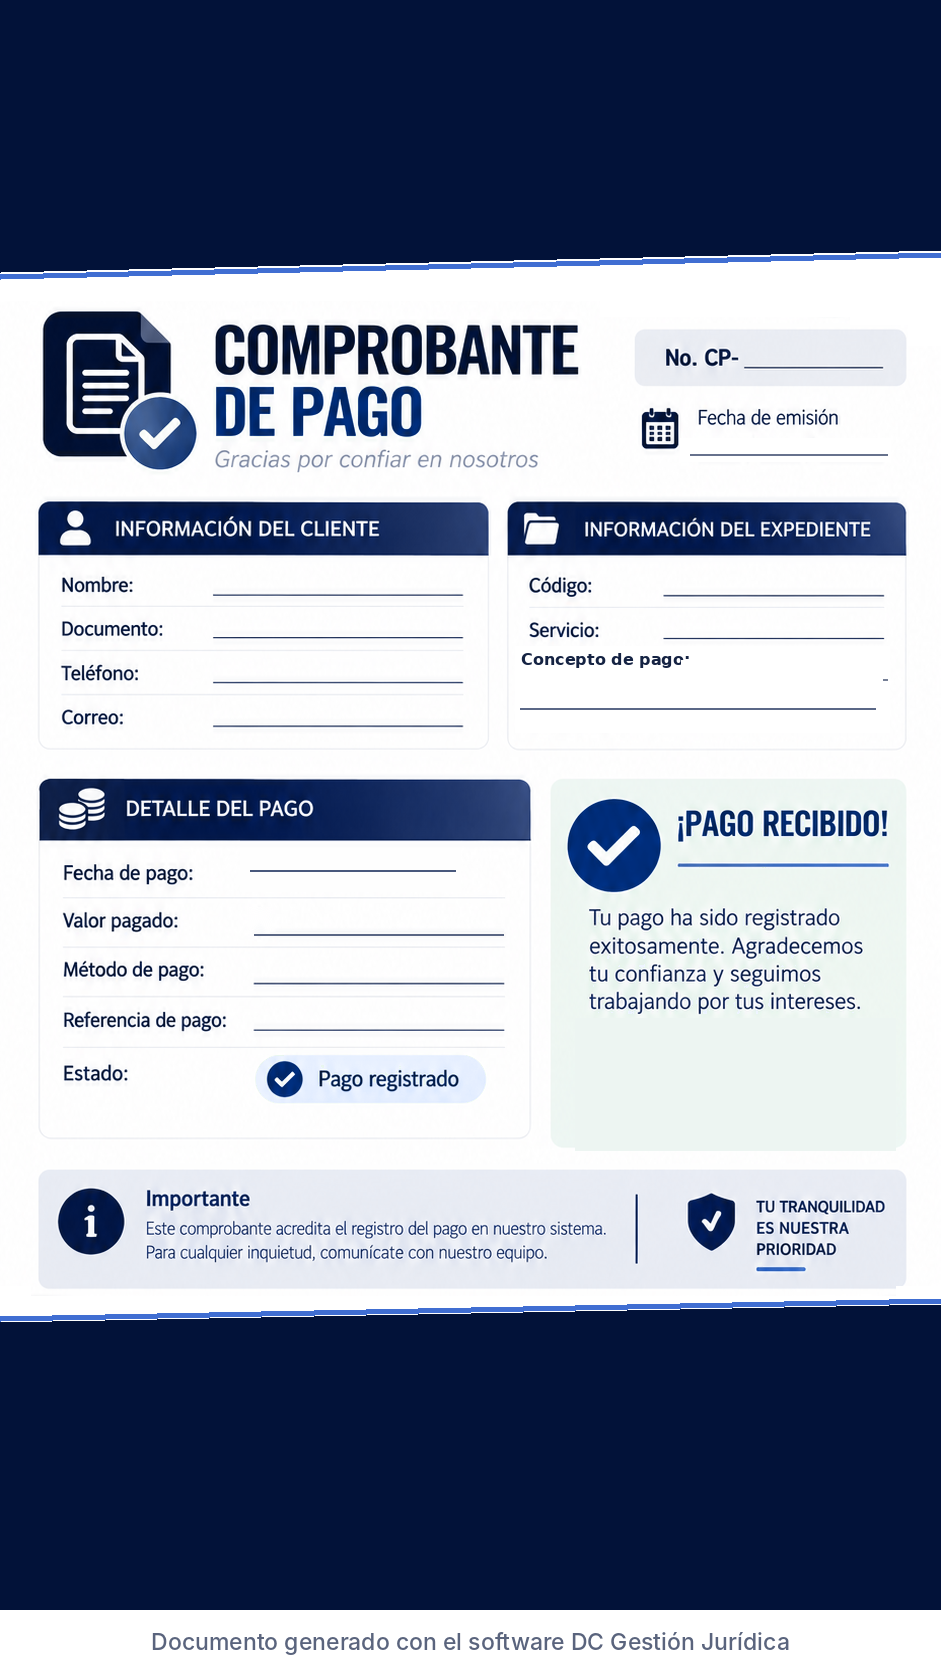 COMPROBANTE
DE PAGO
Gracias por confiar en nosotros
No. CP-
Fecha de emisión
INFORMACIÓN DEL CLIENTE
Nombre:
Documento:
Teléfono:
Correo:
INFORMACIÓN DEL EXPEDIENTE
Código:
Servicio:
Concepto de pago:
DETALLE DEL PAGO
Fecha de pago:
Valor pagado:
Método de pago:
Referencia de pago:
Estado: Pago registrado
¡PAGO RECIBIDO!
Tu pago ha sido registrado
exitosamente. Agradecemos
tu confianza y seguimos
trabajando por tus intereses.
Importante
Este comprobante acredita el registro del pago en nuestro sistema.
Para cualquier inquietud, comunícate con nuestro equipo.
TU TRANQUILIDAD
ES NUESTRA
PRIORIDAD
Documento generado con el software DC Gestión Jurídica